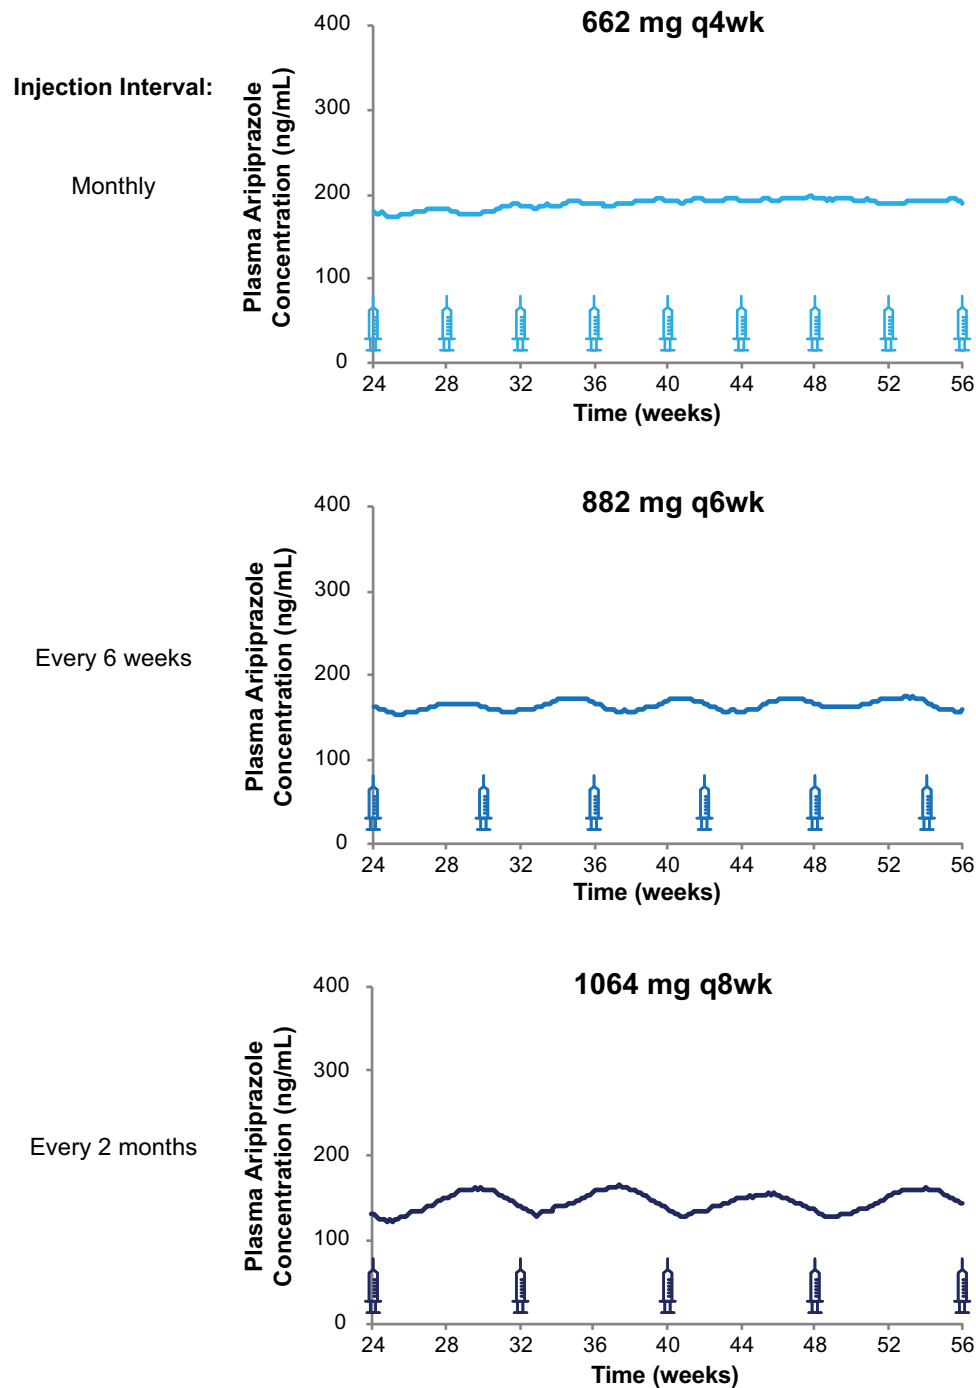 662 mg q4wk
Injection Interval:
Monthly
Plasma Aripiprazole
Concentration (ng/mL)
400
300
200
100
0
24 28 32 36 40 44 48 52 56
Time (weeks)
882 mg q6wk
Every 6 weeks
Plasma Aripiprazole
Concentration (ng/mL)
400
300
200
100
0
24 28 32 36 40 44 48 52 56
Time (weeks)
1064 mg q8wk
Every 2 months
Plasma Aripiprazole
Concentration (ng/mL)
400
300
200
100
0
24 28 32 36 40 44 48 52 56
Time (weeks)